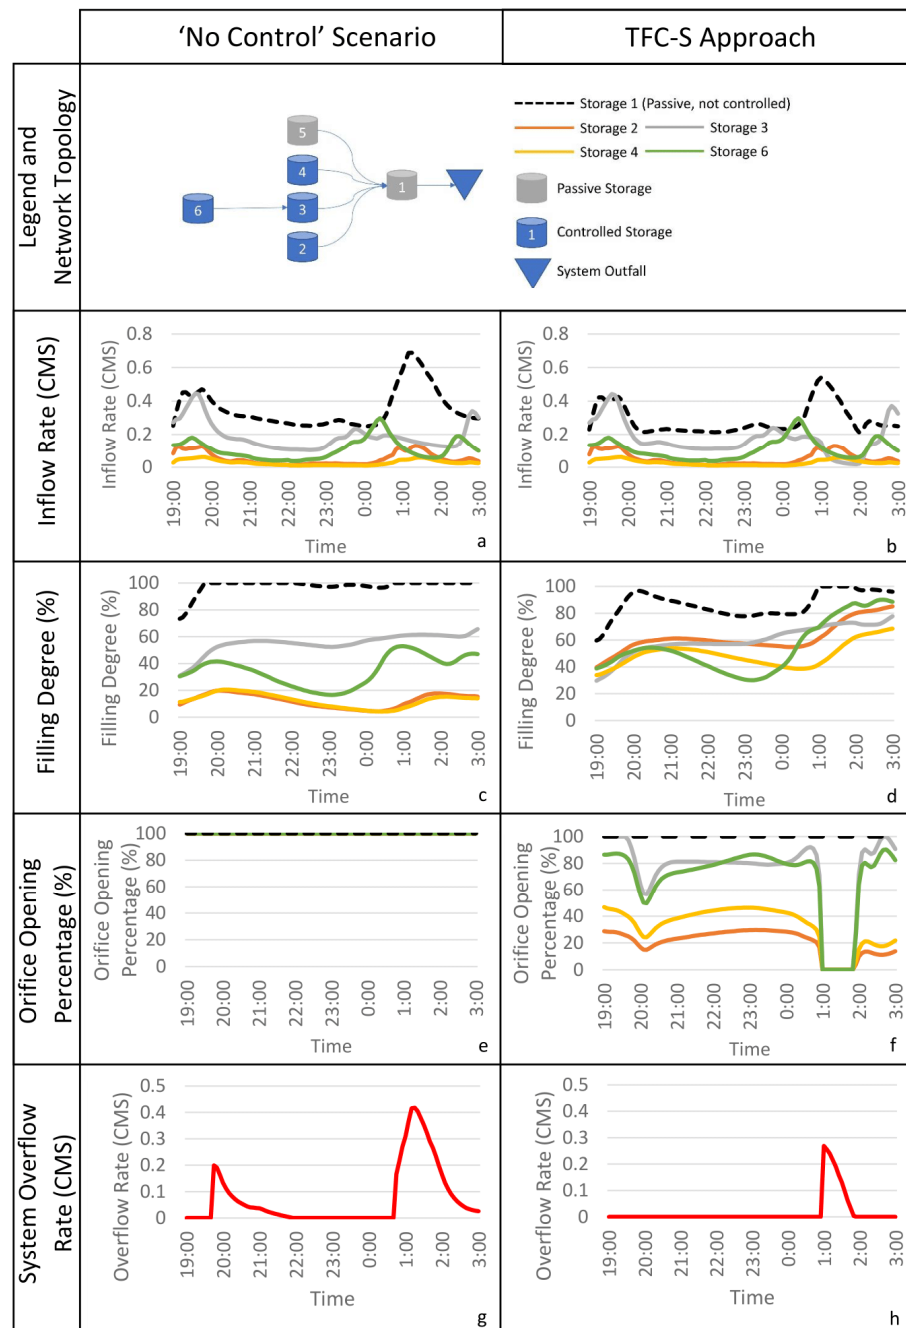 ‘No Control’ Scenario
TFC-S Approach
Legend and
Network Topology
5
4
6
3
2
1
Storage 1 (Passive, not controlled)
Storage 2
Storage 3
Storage 4
Storage 6
Passive Storage
1
Controlled Storage
System Outfall
Inflow Rate (CMS)
Inflow Rate (CMS)
0.8
0.6
0.4
0.2
0
19:00
20:00
21:00
22:00
23:00
0:00
1:00
2:00
3:00
Time
a
Inflow Rate (CMS)
0.8
0.6
0.4
0.2
0
19:00
20:00
21:00
22:00
23:00
0:00
1:00
2:00
3:00
Time
b
Filling Degree (%)
Filling Degree (%)
100
80
60
40
20
0
19:00
20:00
21:00
22:00
23:00
0:00
1:00
2:00
3:00
Time
c
Filling Degree (%)
100
80
60
40
20
0
19:00
20:00
21:00
22:00
23:00
0:00
1:00
2:00
3:00
Time
d
Orifice Opening
Percentage (%)
Orifice Opening
Percentage (%)
100
80
60
40
20
0
19:00
20:00
21:00
22:00
23:00
0:00
1:00
2:00
3:00
Time
e
Orifice Opening
Percentage (%)
100
80
60
40
20
0
19:00
20:00
21:00
22:00
23:00
0:00
1:00
2:00
3:00
Time
f
System Overflow
Rate (CMS)
Overflow Rate (CMS)
0.5
0.4
0.3
0.2
0.1
0
19:00
20:00
21:00
22:00
23:00
0:00
1:00
2:00
3:00
Time
g
Overflow Rate (CMS)
0.5
0.4
0.3
0.2
0.1
0
19:00
20:00
21:00
22:00
23:00
0:00
1:00
2:00
3:00
Time
h